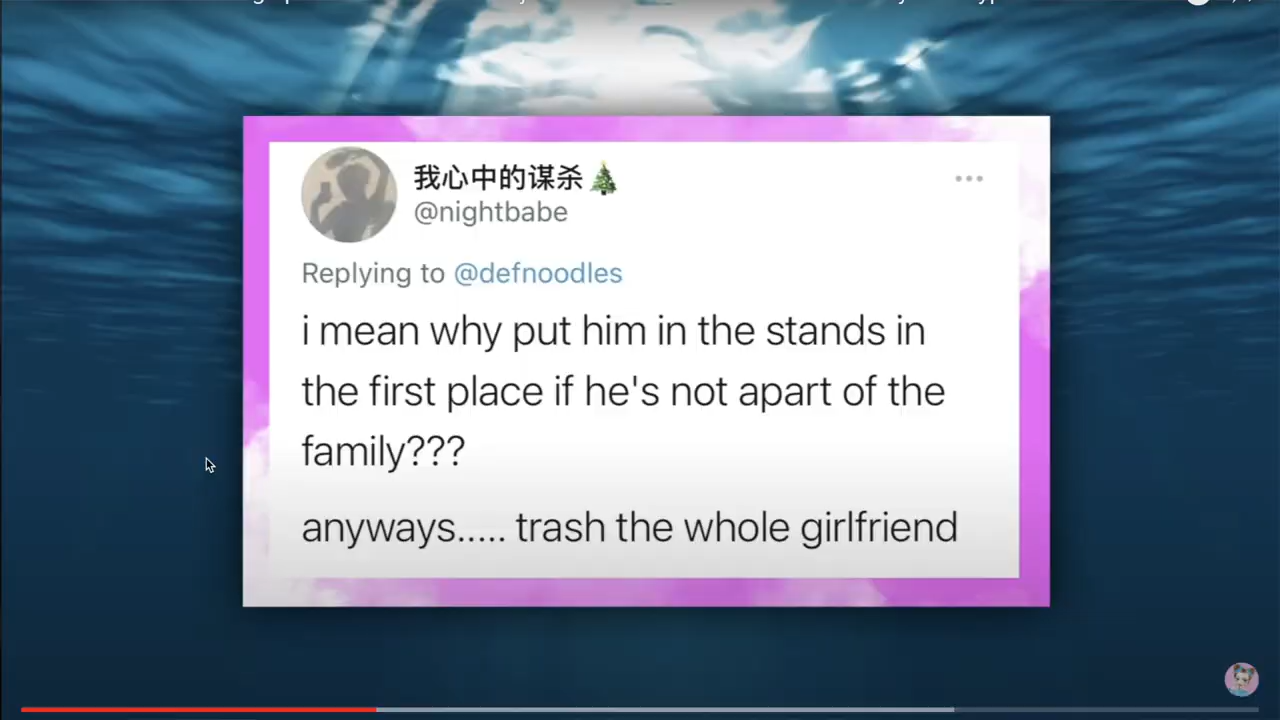 我心中的谋杀🎄
@nightbabe
Replying to @defnoodles
i mean why put him in the stands in
the first place if he's not apart of the
family???
anyways..... trash the whole girlfriend